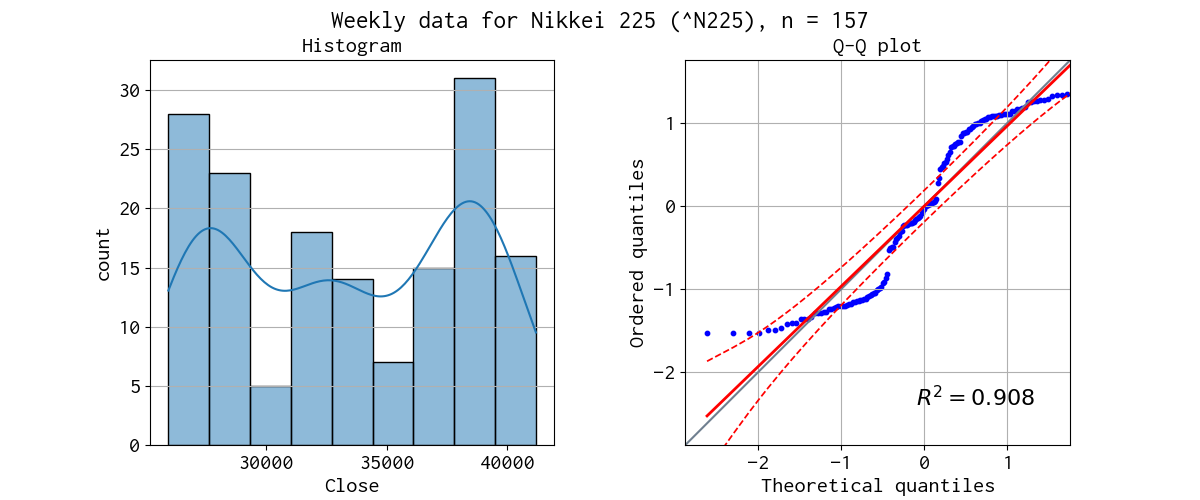 Weekly data for Nikkei 225 (^N225), n = 157
Histogram
count
30
25
20
15
10
5
0
30000 35000 40000
Close
Q-Q plot
Ordered quantiles
1
0
−1
−2
R² = 0.908
−2 −1 0 1
Theoretical quantiles